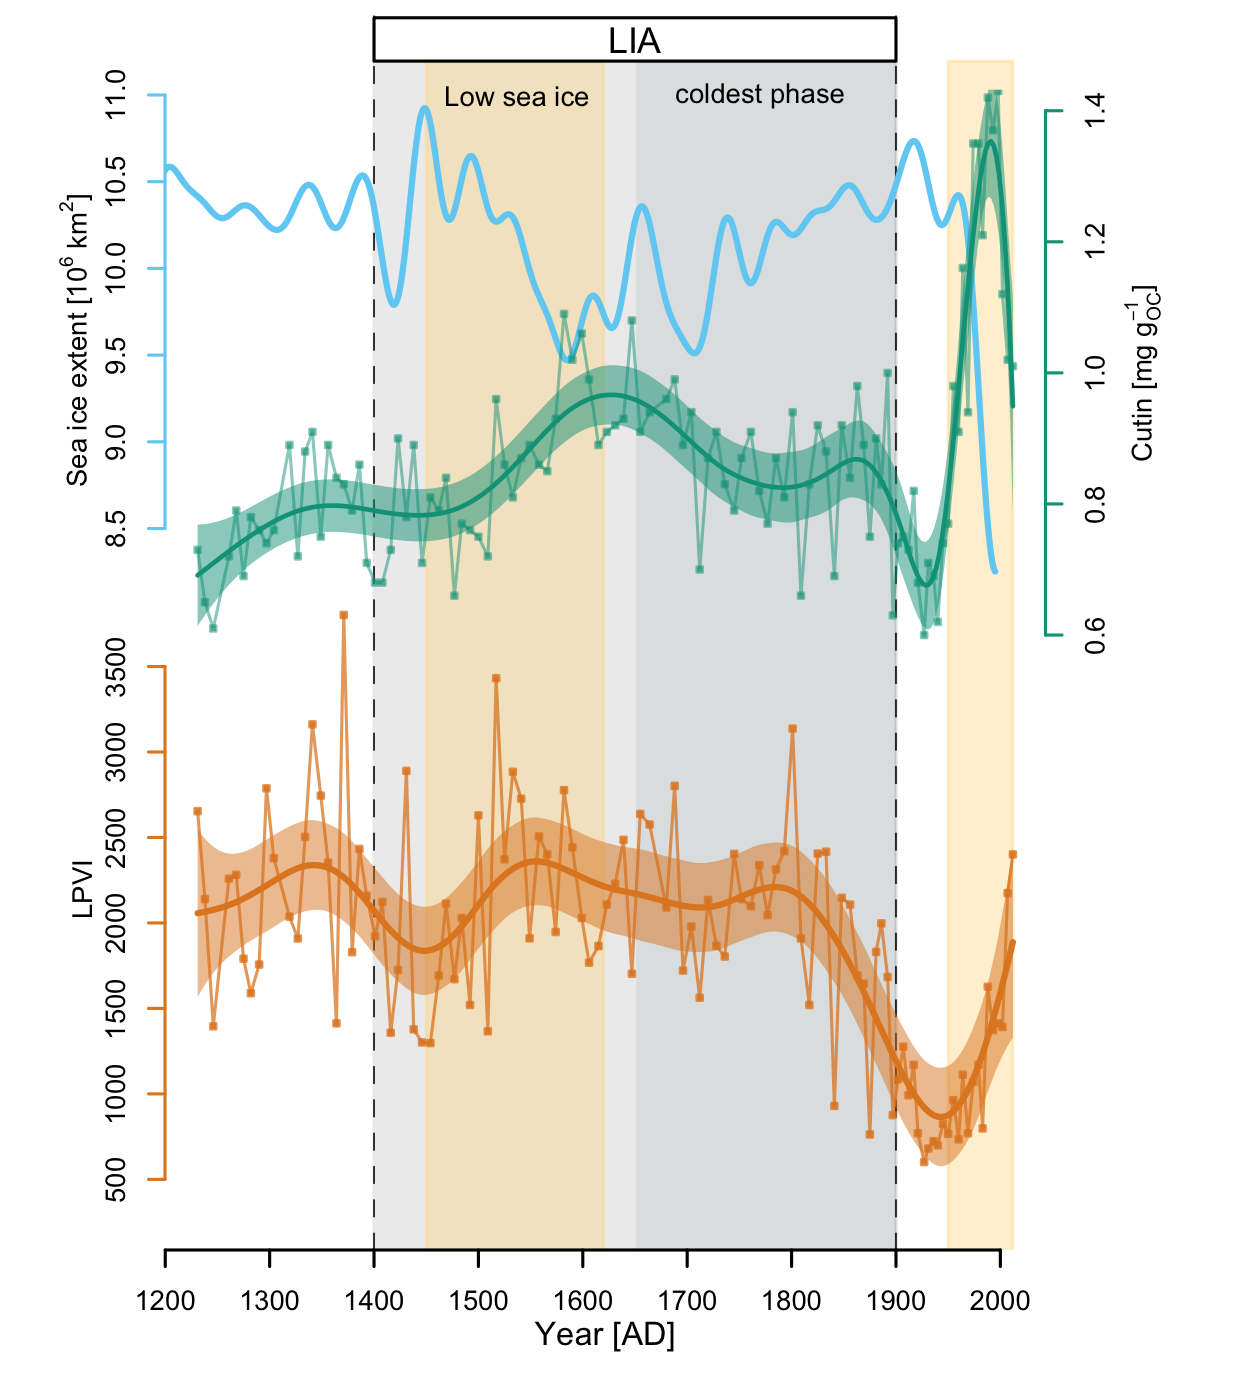 LIA
Low sea ice
coldest phase
Sea ice extent [10⁶ km²]
11.0
10.5
10.0
9.5
9.0
8.5
Cutin [mg g⁻¹OC]
1.4
1.2
1.0
0.8
0.6
LPVI
3500
3000
2500
2000
1500
1000
500
1200 1300 1400 1500 1600 1700 1800 1900 2000
Year [AD]